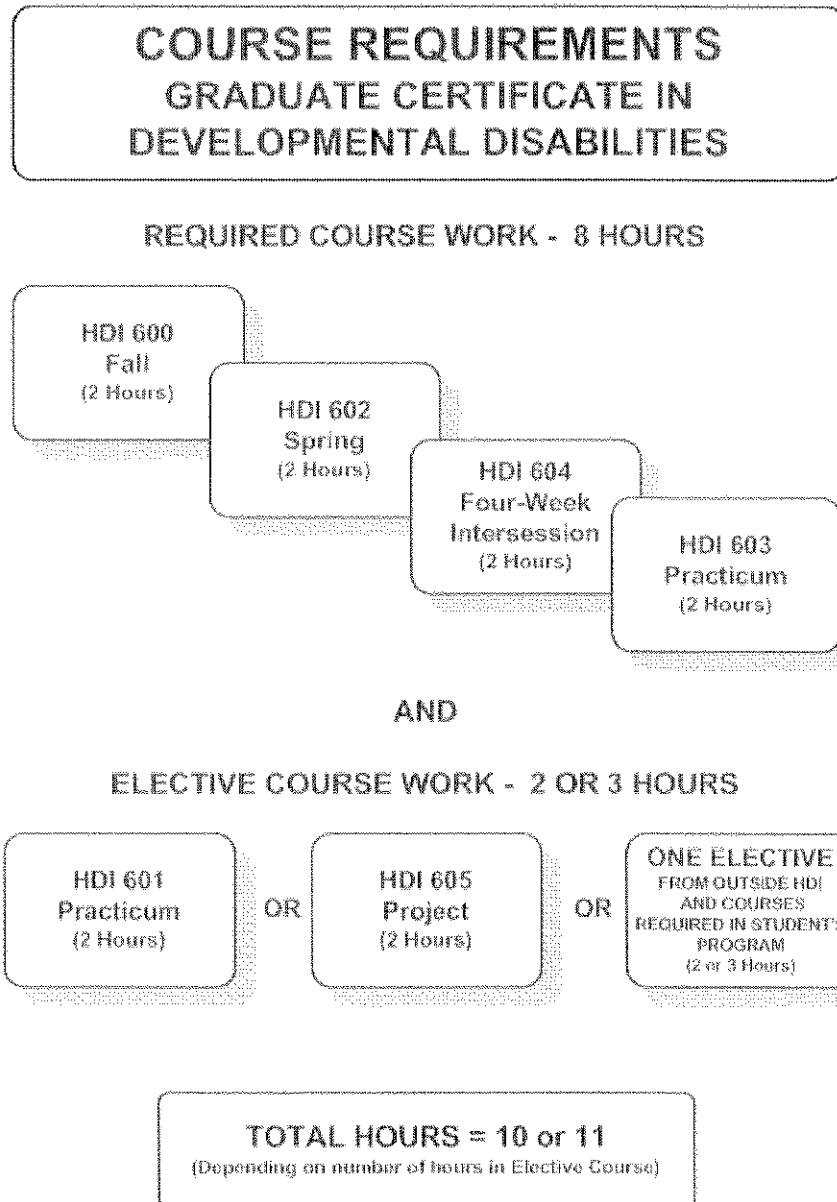 COURSE REQUIREMENTS
GRADUATE CERTIFICATE IN
DEVELOPMENTAL DISABILITIES
REQUIRED COURSE WORK - 8 HOURS
HDI 600
Fall
(2 Hours)
HDI 602
Spring
(2 Hours)
HDI 604
Four-Week
Intersession
(2 Hours)
HDI 603
Practicum
(2 Hours)
AND
ELECTIVE COURSE WORK - 2 OR 3 HOURS
HDI 601
Practicum
(2 Hours)
OR
HDI 605
Project
(2 Hours)
OR
ONE ELECTIVE
FROM OUTSIDE HDI
AND COURSES
REQUIRED IN STUDENT'S
PROGRAM
(2 or 3 Hours)
TOTAL HOURS = 10 or 11
(Depending on number of hours in Elective Course)